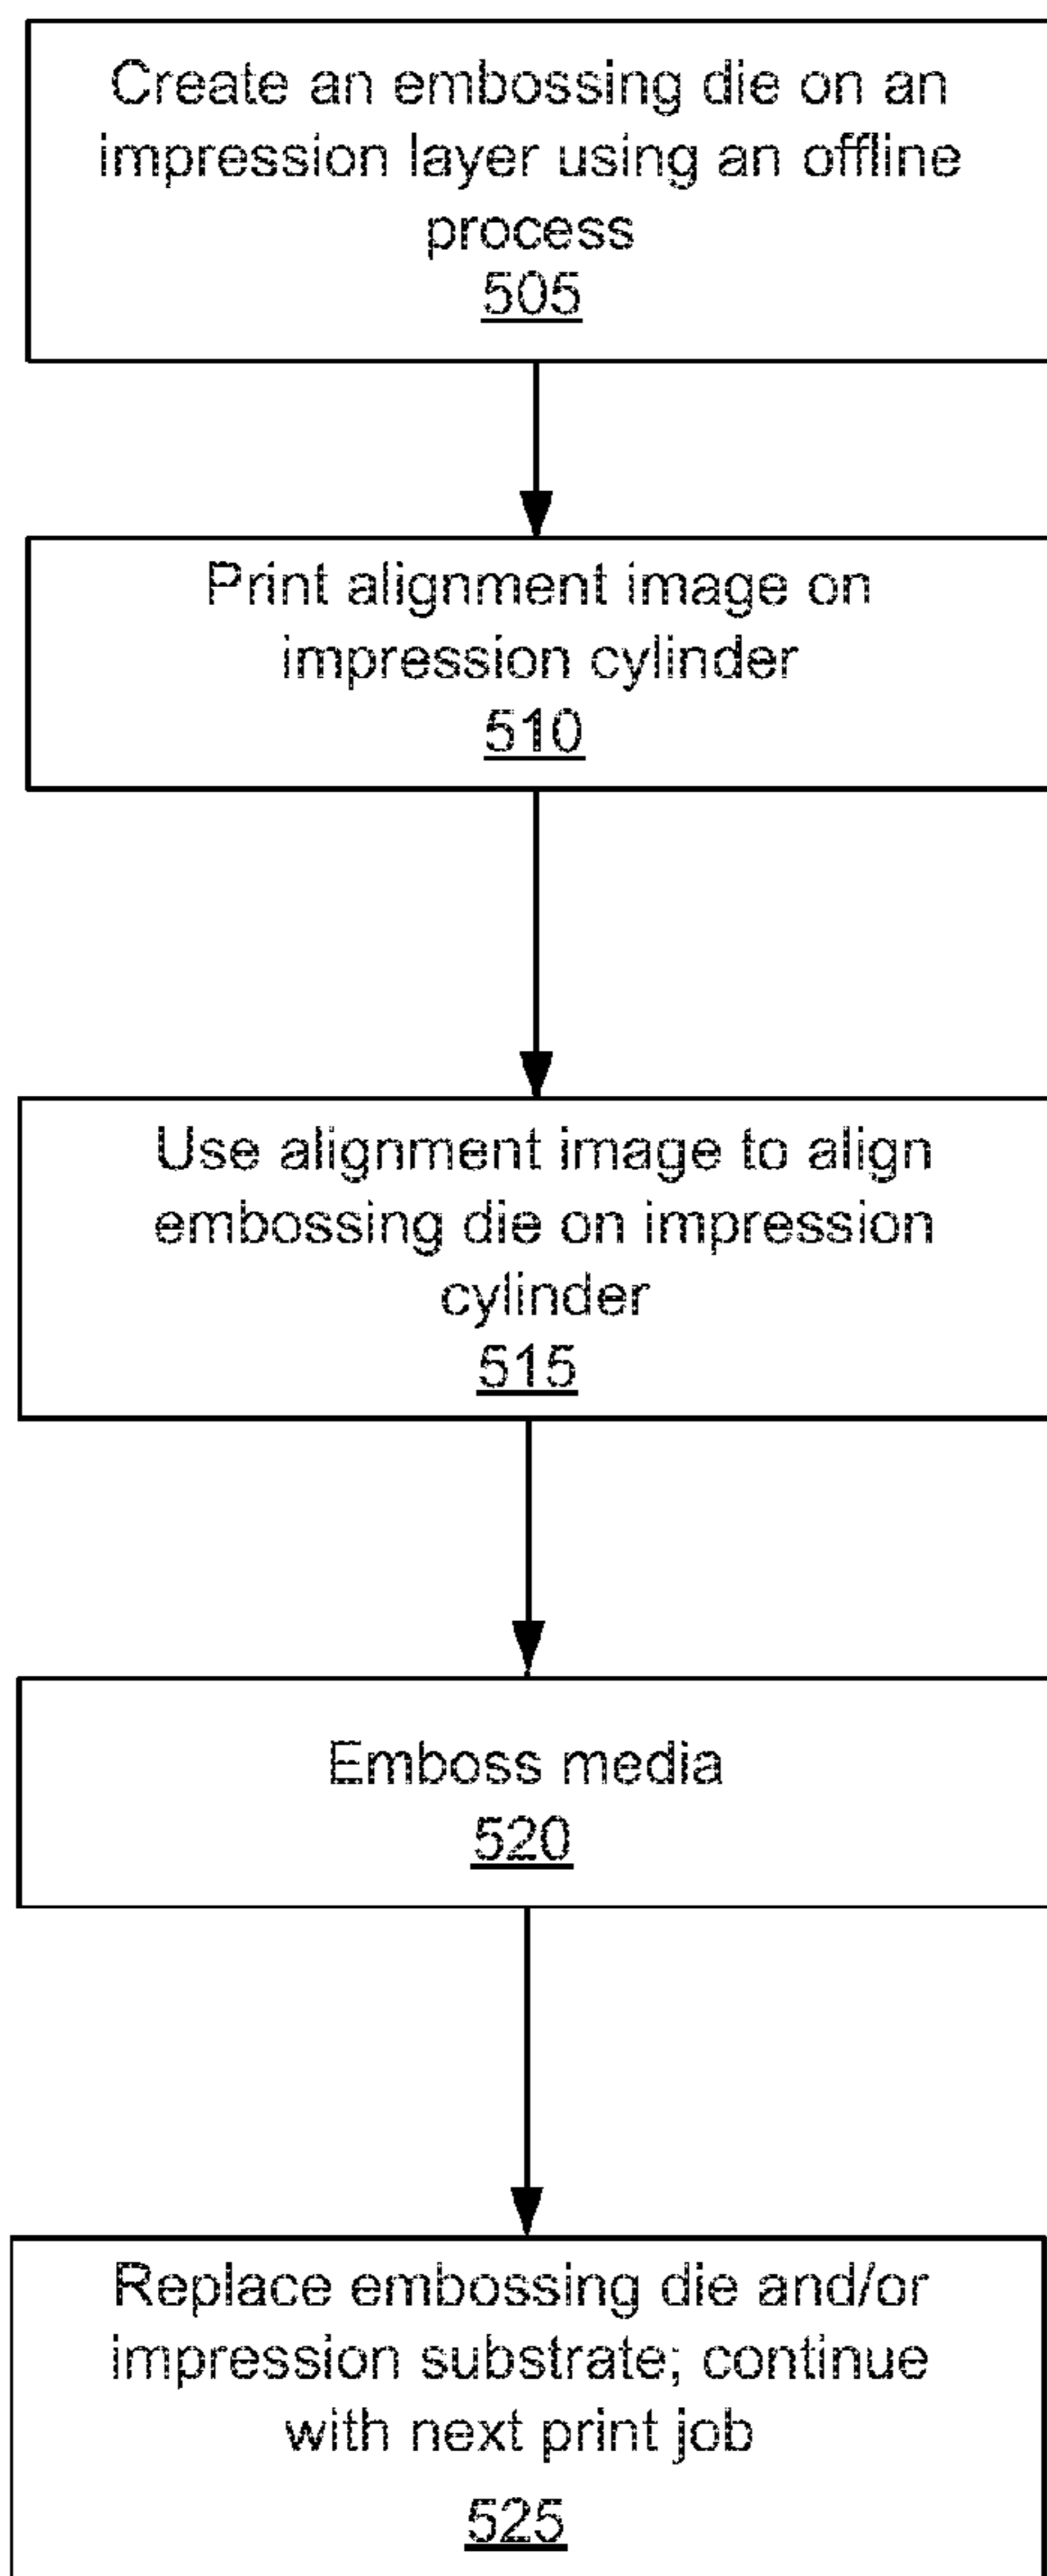 Create an embossing die on an
impression layer using an offline
process
505
Print alignment image on
impression cylinder
510
Use alignment image to align
embossing die on impression
cylinder
515
Emboss media
520
Replace embossing die and/or
impression substrate; continue
with next print job
525